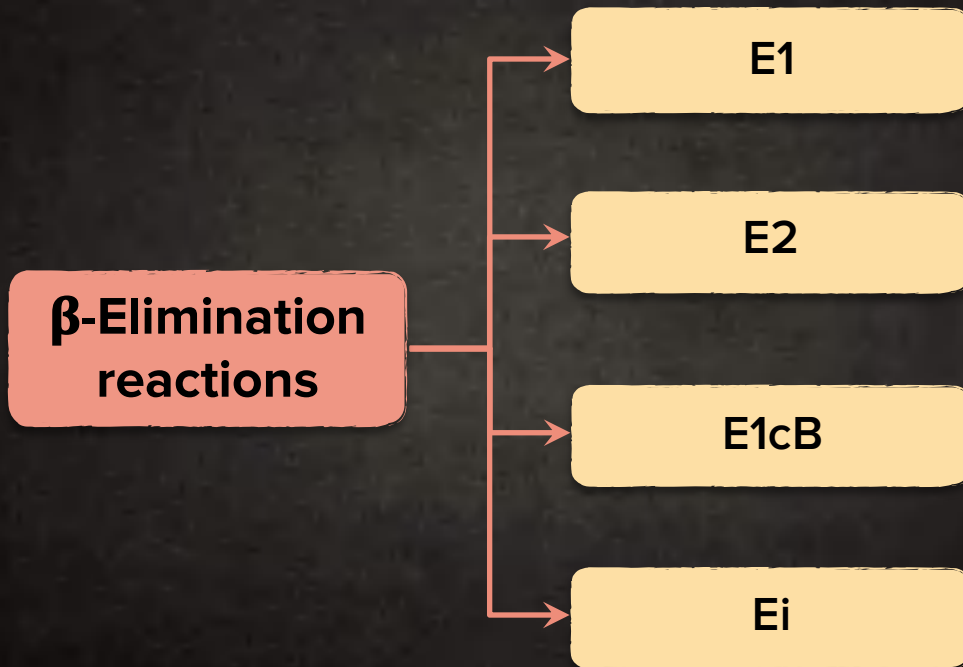 β-Elimination
reactions
E1
E2
E1cB
Ei